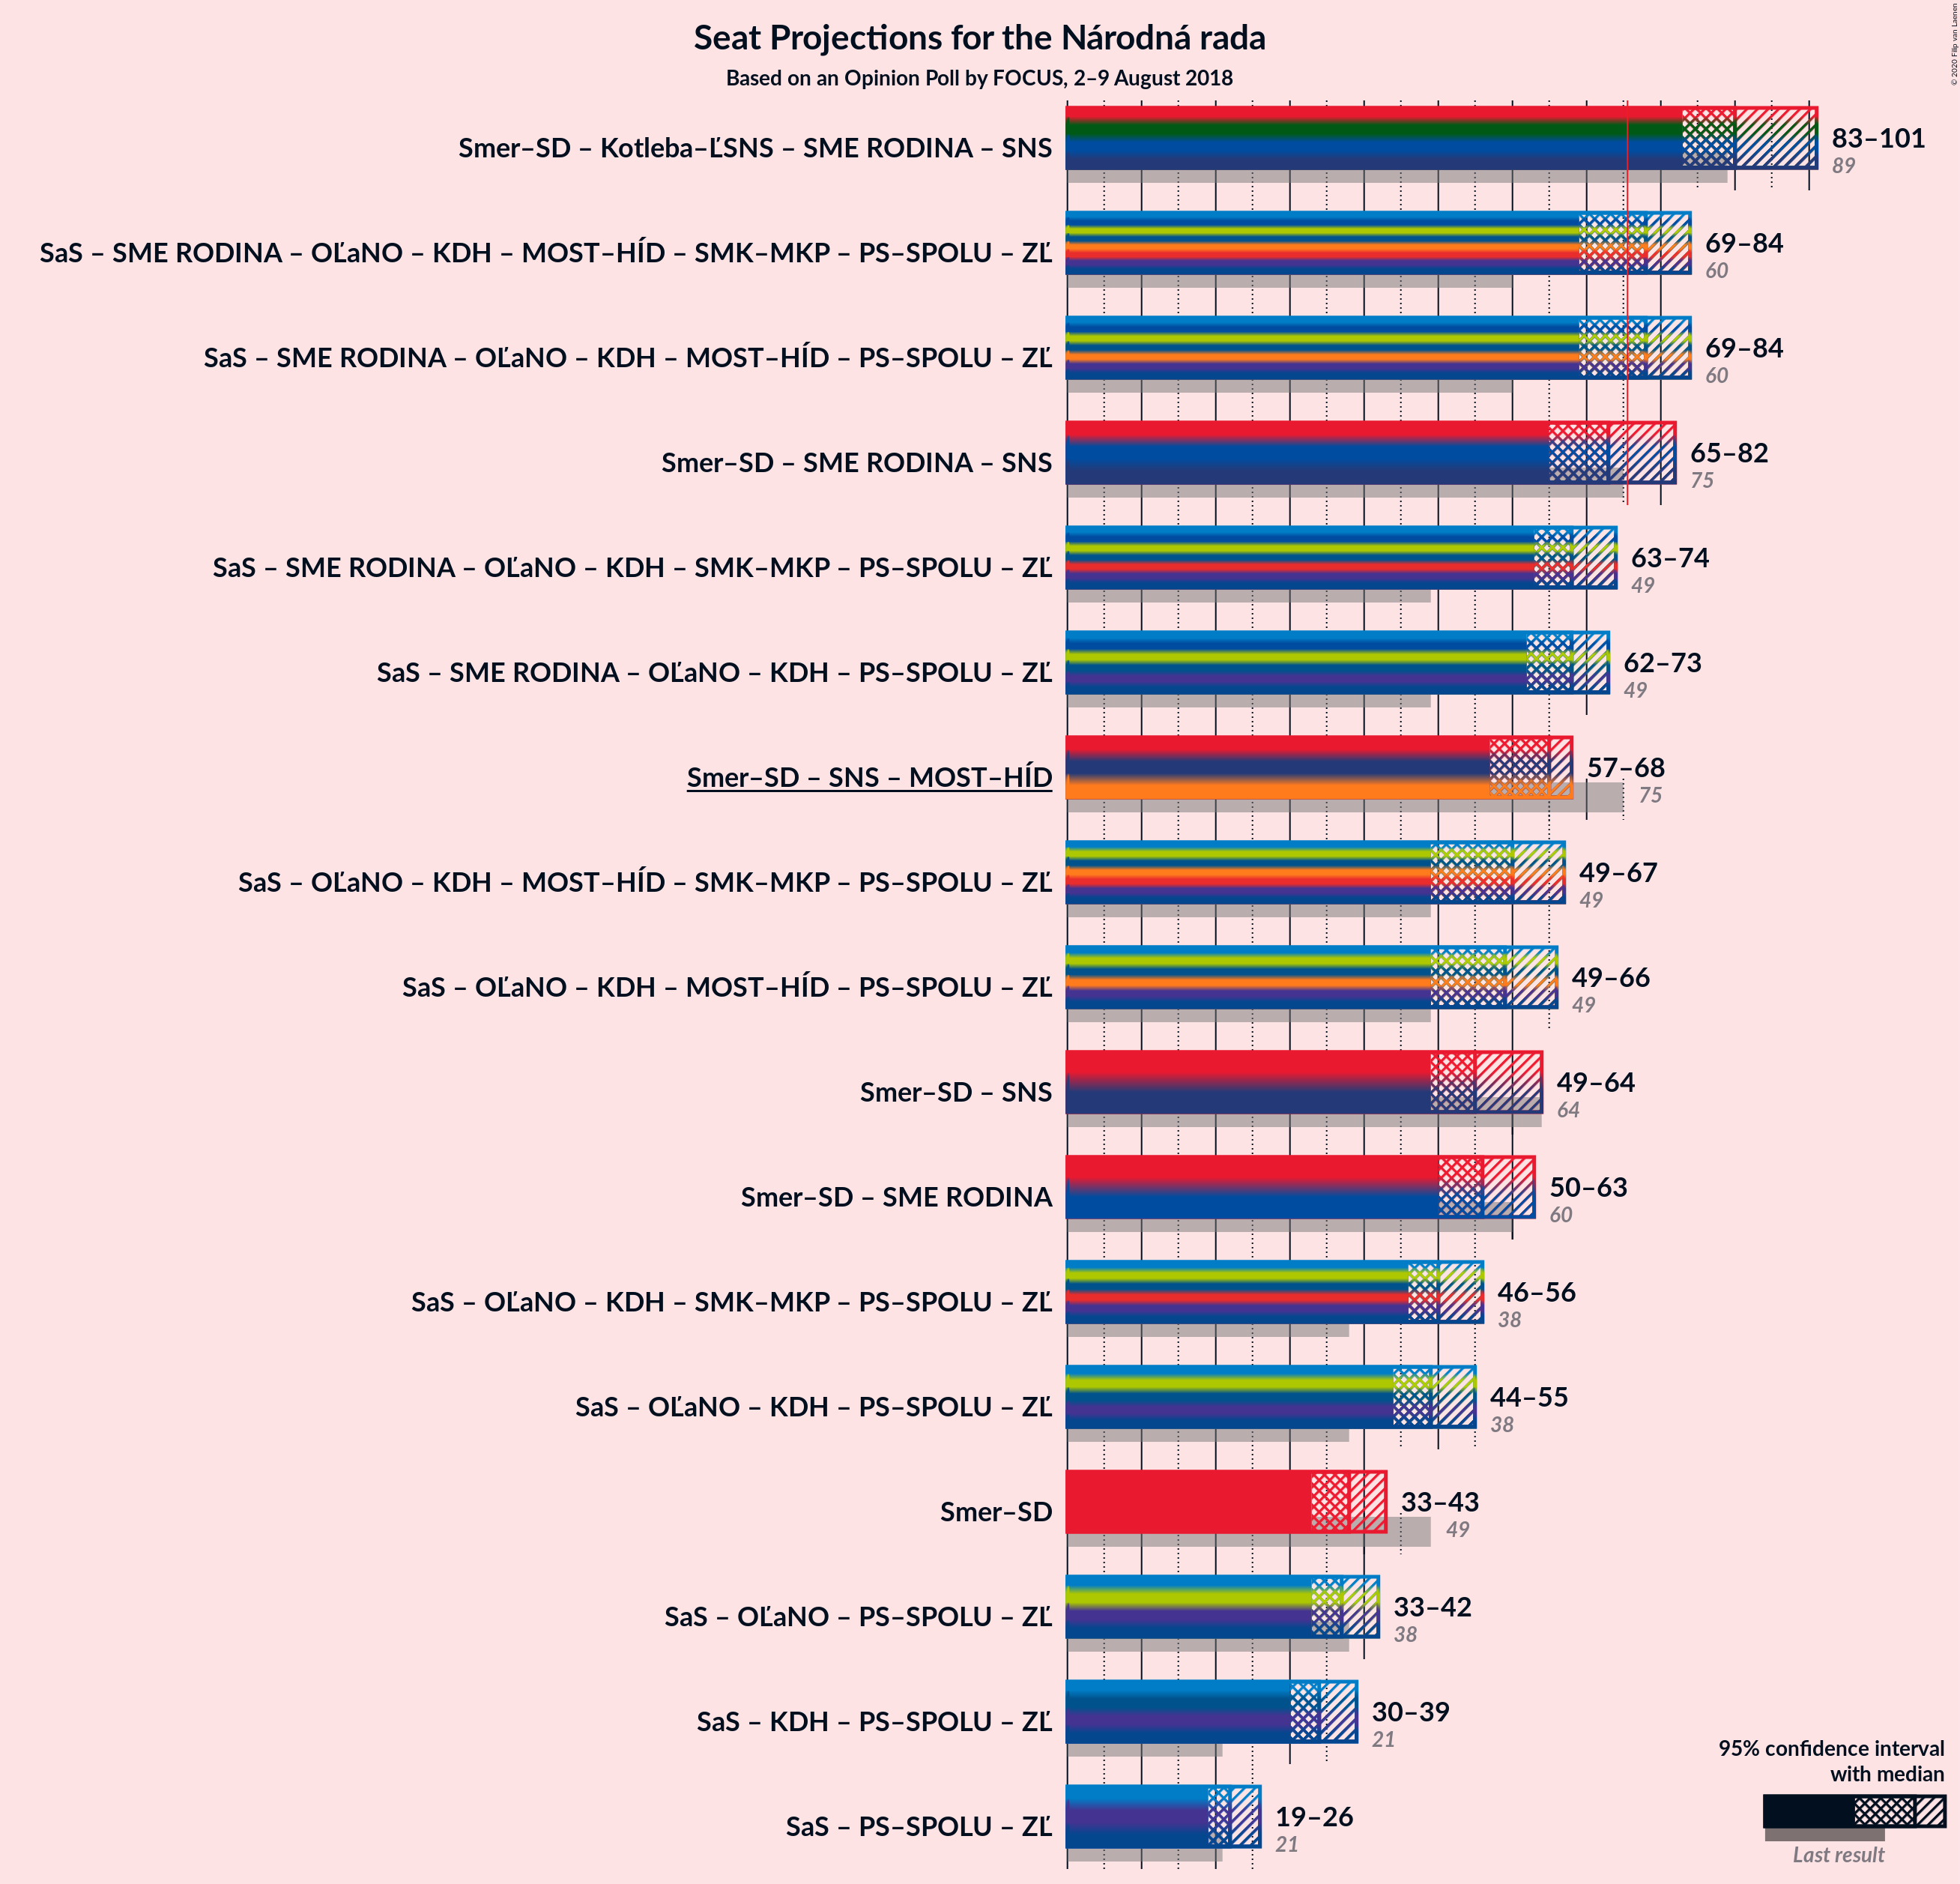 Seat Projections for the Národná rada
Based on an Opinion Poll by FOCUS, 2–9 August 2018
© 2020 Filip van Laenen
Smer–SD – Kotleba–ĽSNS – SME RODINA – SNS
83–101
89
SaS – SME RODINA – OĽaNO – KDH – MOST–HÍD – SMK–MKP – PS–SPOLU – ZĽ
69–84
60
SaS – SME RODINA – OĽaNO – KDH – MOST–HÍD – PS–SPOLU – ZĽ
69–84
60
Smer–SD – SME RODINA – SNS
65–82
75
SaS – SME RODINA – OĽaNO – KDH – SMK–MKP – PS–SPOLU – ZĽ
63–74
49
SaS – SME RODINA – OĽaNO – KDH – PS–SPOLU – ZĽ
62–73
49
Smer–SD – SNS – MOST–HÍD
57–68
75
SaS – OĽaNO – KDH – MOST–HÍD – SMK–MKP – PS–SPOLU – ZĽ
49–67
49
SaS – OĽaNO – KDH – MOST–HÍD – PS–SPOLU – ZĽ
49–66
49
Smer–SD – SNS
49–64
64
Smer–SD – SME RODINA
50–63
60
SaS – OĽaNO – KDH – SMK–MKP – PS–SPOLU – ZĽ
46–56
38
SaS – OĽaNO – KDH – PS–SPOLU – ZĽ
44–55
38
Smer–SD
33–43
49
SaS – OĽaNO – PS–SPOLU – ZĽ
33–42
38
SaS – KDH – PS–SPOLU – ZĽ
30–39
21
SaS – PS–SPOLU – ZĽ
19–26
21
95% confidence interval
with median
Last result